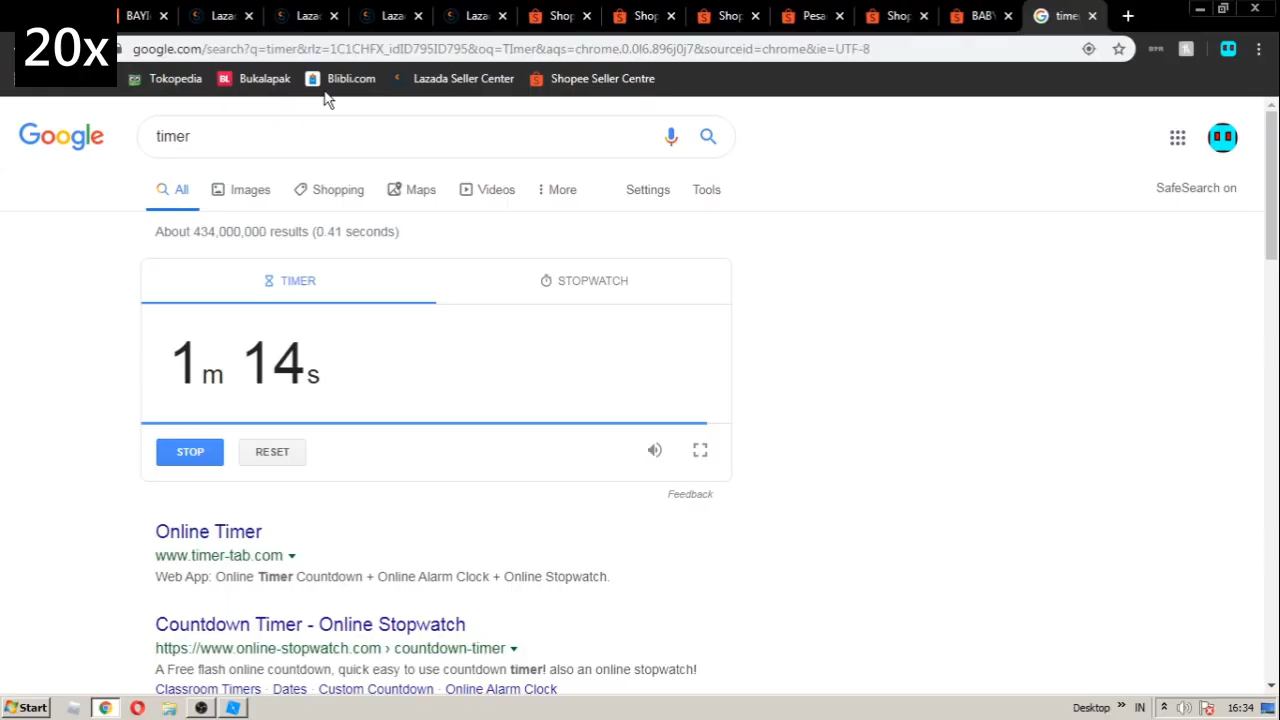 20x
BAYI
Lazar
Lazar
Lazar
Lazar
Shop
Shop
Shop
Pesa
Shop
BABY
time
google.com/search?q=timer&rlz=1C1CHFX_idID795ID795&oq=TImer&aqs=chrome.0.0l6.896j0j7&sourceid=chrome&ie=UTF-8
Tokopedia
BL Bukalapak
Blibli.com
Lazada Seller Center
Shopee Seller Centre
Google
timer
All
Images
Shopping
Maps
Videos
More
Settings
Tools
SafeSearch on
About 434,000,000 results (0.41 seconds)
TIMER
STOPWATCH
1m 14s
STOP
RESET
Feedback
Online Timer
www.timer-tab.com
Web App: Online Timer Countdown + Online Alarm Clock + Online Stopwatch.
Countdown Timer - Online Stopwatch
https://www.online-stopwatch.com › countdown-timer
A Free flash online countdown, quick easy to use countdown timer! also an online stopwatch!
Classroom Timers · Dates · Custom Countdown · Online Alarm Clock
Start
Desktop »
IN
16:34